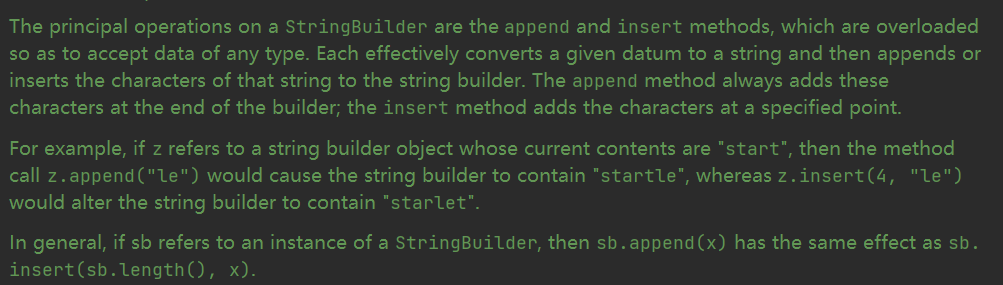 The principal operations on a StringBuilder are the append and insert methods, which are overloaded
so as to accept data of any type. Each effectively converts a given datum to a string and then appends or
inserts the characters of that string to the string builder. The append method always adds these
characters at the end of the builder; the insert method adds the characters at a specified point.
For example, if z refers to a string builder object whose current contents are "start", then the method
call z.append("le") would cause the string builder to contain "startle", whereas z.insert(4, "le")
would alter the string builder to contain "starlet".
In general, if sb refers to an instance of a StringBuilder, then sb.append(x) has the same effect as sb.
insert(sb.length(), x).